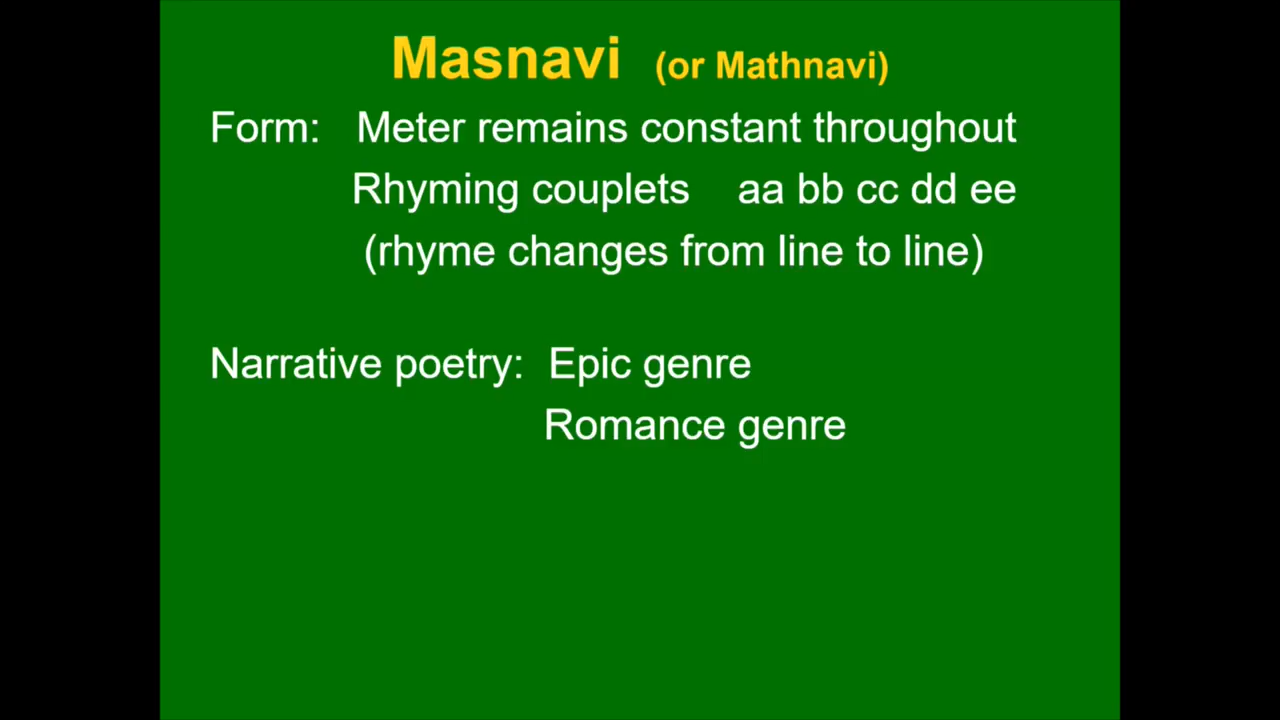 Masnavi (or Mathnavi)
Form: Meter remains constant throughout
Rhyming couplets aa bb cc dd ee
(rhyme changes from line to line)
Narrative poetry: Epic genre
Romance genre